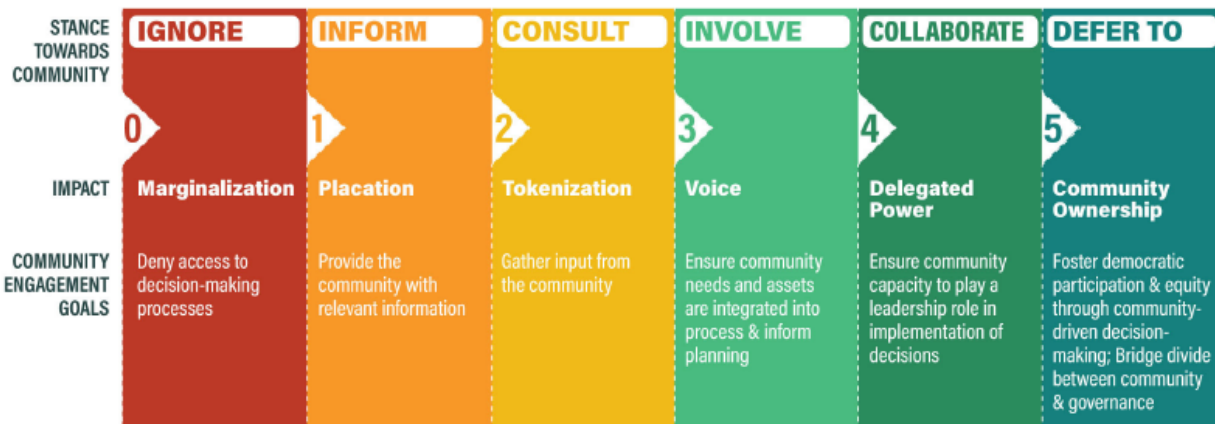 STANCE
TOWARDS
COMMUNITY
IGNORE
INFORM
CONSULT
INVOLVE
COLLABORATE
DEFER TO
0
1
2
3
4
5
IMPACT
Marginalization
Placation
Tokenization
Voice
Delegated
Power
Community
Ownership
COMMUNITY
ENGAGEMENT
GOALS
Deny access to
decision-making
processes
Provide the
community with
relevant information
Gather input from
the community
Ensure community
needs and assets
are integrated into
process & inform
planning
Ensure community
capacity to play a
leadership role in
implementation of
decisions
Foster democratic
participation & equity
through community-
driven decision-
making; Bridge divide
between community
& governance